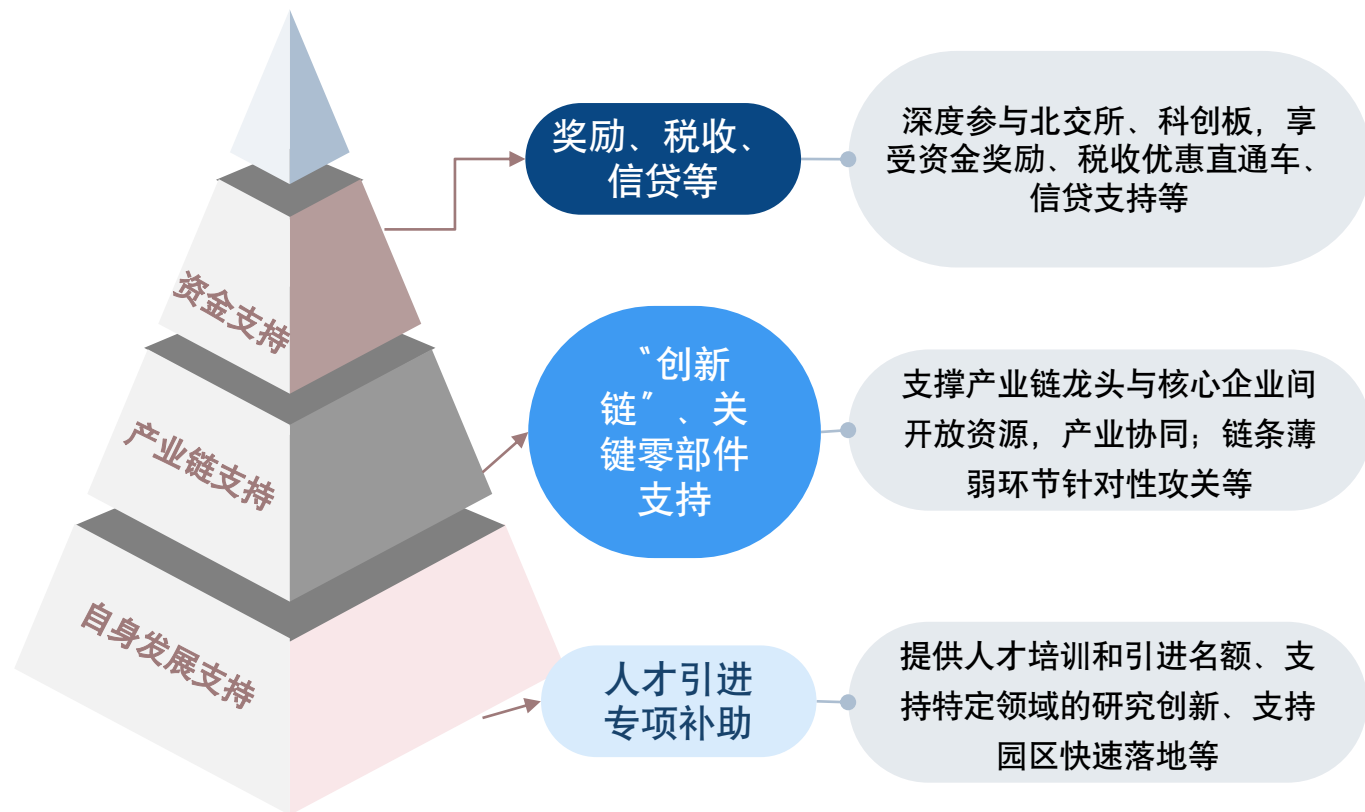 奖励、税收、
信贷等
深度参与北交所、科创板，享
受资金奖励、税收优惠直通车、
信贷支持等
资金支持
“创新
链”、关
键零部件
支持
支撑产业链龙头与核心企业间
开放资源，产业协同；链条薄
弱环节针对性攻关等
产业链支持
人才引进
专项补助
提供人才培训和引进名额、支
持特定领域的研究创新、支持
园区快速落地等
自身发展支持